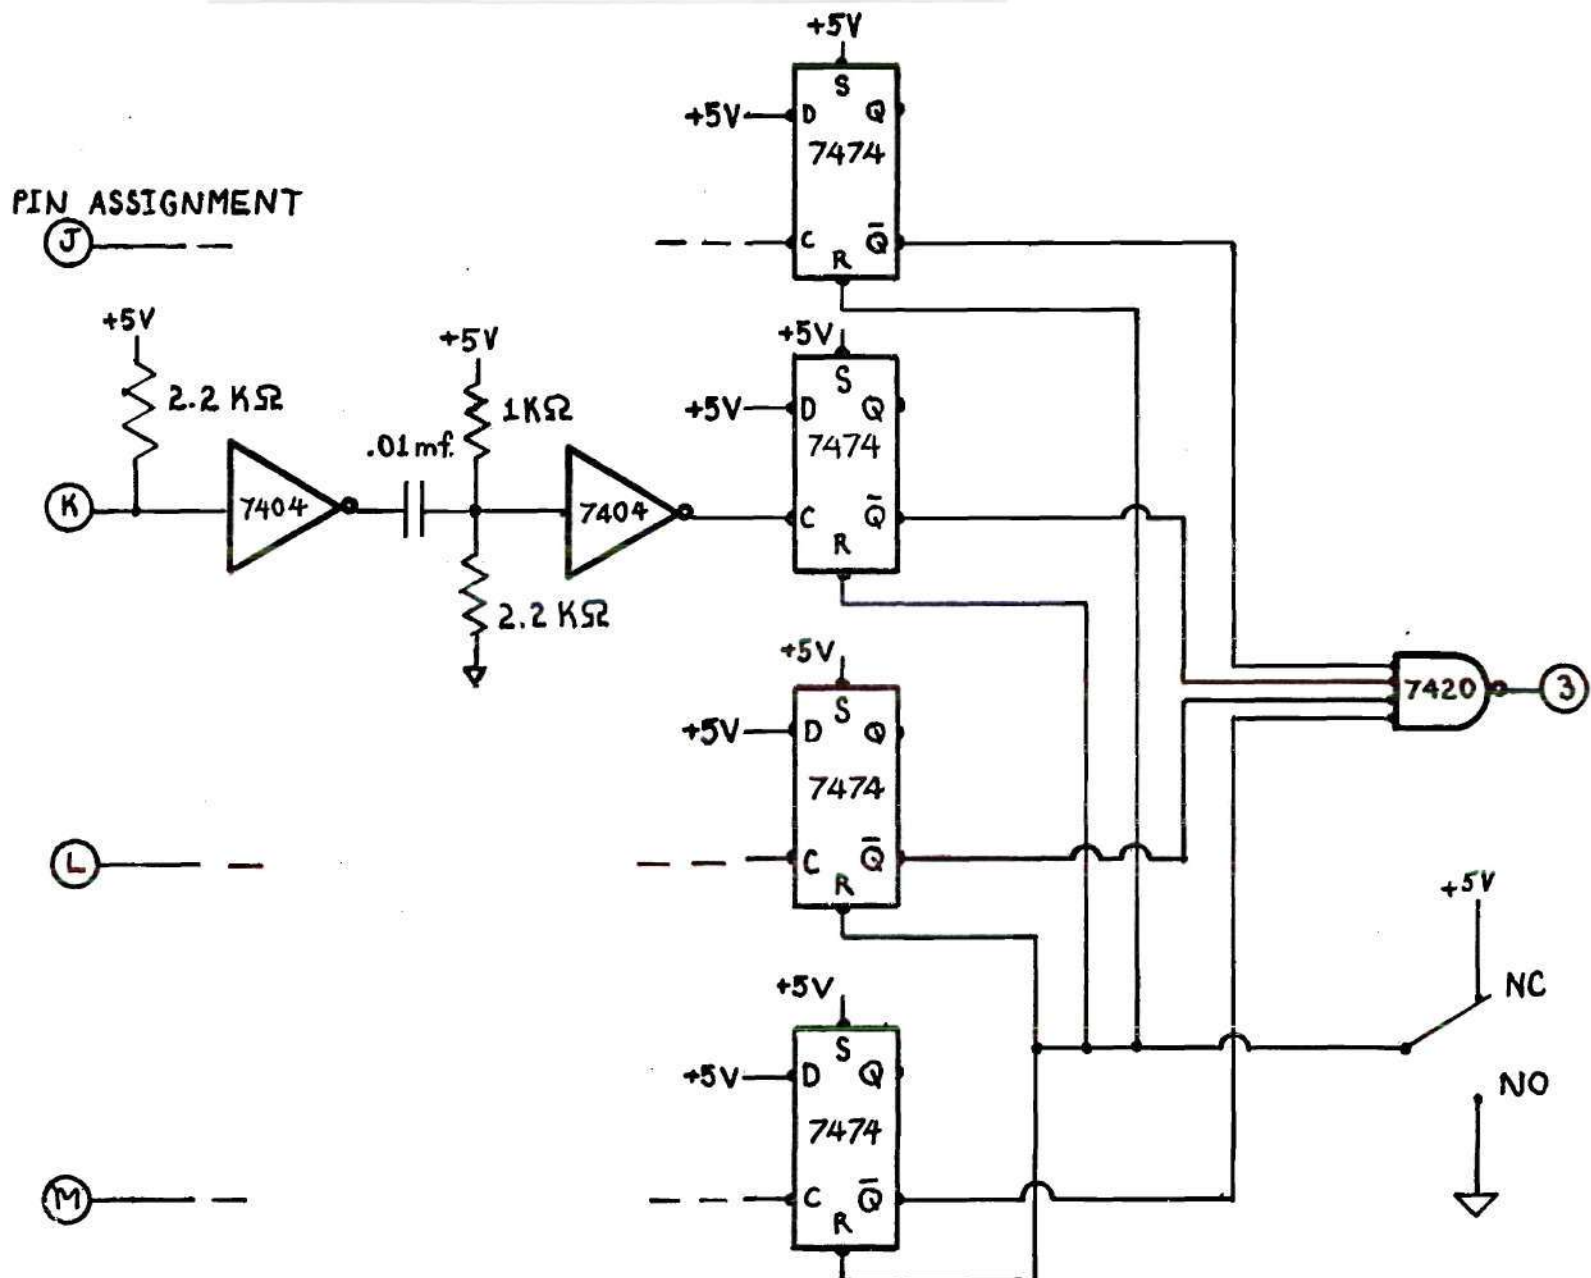 +5V
S
+5V
D
Q
7474
PIN ASSIGNMENT
J
C
Q̅
R
+5V
+5V
+5V
2.2 KΩ
1KΩ
S
+5V
D
Q
.01mf.
7474
K
7404
7404
C
Q̅
R
2.2 KΩ
+5V
7420
3
S
+5V
D
Q
7474
L
C
Q̅
R
+5V
+5V
NC
S
+5V
D
Q
NO
7474
M
C
Q̅
R